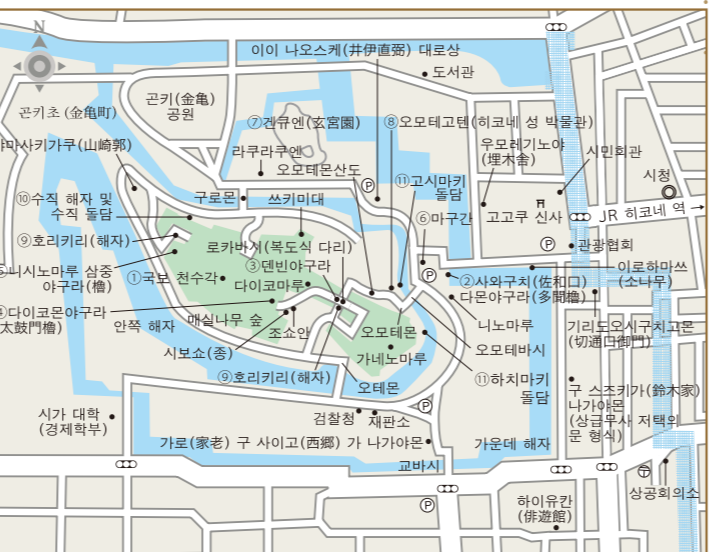 N
이이 나오스케(井伊直弼) 대로상
도서관
곤키초(金亀町)
곤키(金亀)
공원
⑦겐큐엔(玄宮園)
⑧오모테고텐(히코네 성 박물관)
야마사키가쿠(山崎郭)
라쿠라쿠엔
오모테몬산도
P
⑪고시마키
돌담
우모레기노야
(埋木舎)
시민회관
시청
⑩수직 해자 및
수직 돌담
구로몬
쓰키미대
⑥마구간
고고쿠 신사
JR 히코네 역 →
⑨호리키리(해자)
로카바시(복도식 다리)
P
관광협회
니시노마루 삼중
야구라(櫓)
①국보 천수각
③덴빈야구라
다이코마루
P
②사와구치(佐和口)
다몬야구라(多聞櫓)
이로하마쓰
(소나무)
다이코몬야구라
太鼓門櫓)
안쪽 해자
매실나무 숲
조쇼안
오모테몬
니노마루
기리도오시구치고몬
(切通口御門)
시보쇼(종)
가네노마루
오모테바시
⑨호리키리(해자)
오테몬
⑪하치마키
돌담
구 스즈키가(鈴木家)
나가야몬
(상급무사 저택의
문 형식)
시가 대학
(경제학부)
검찰청
재판소
P
가로(家老) 구 사이고(西郷) 가 나가야몬
가운데 해자
교바시
상공회의소
P
하이유칸
(俳遊館)